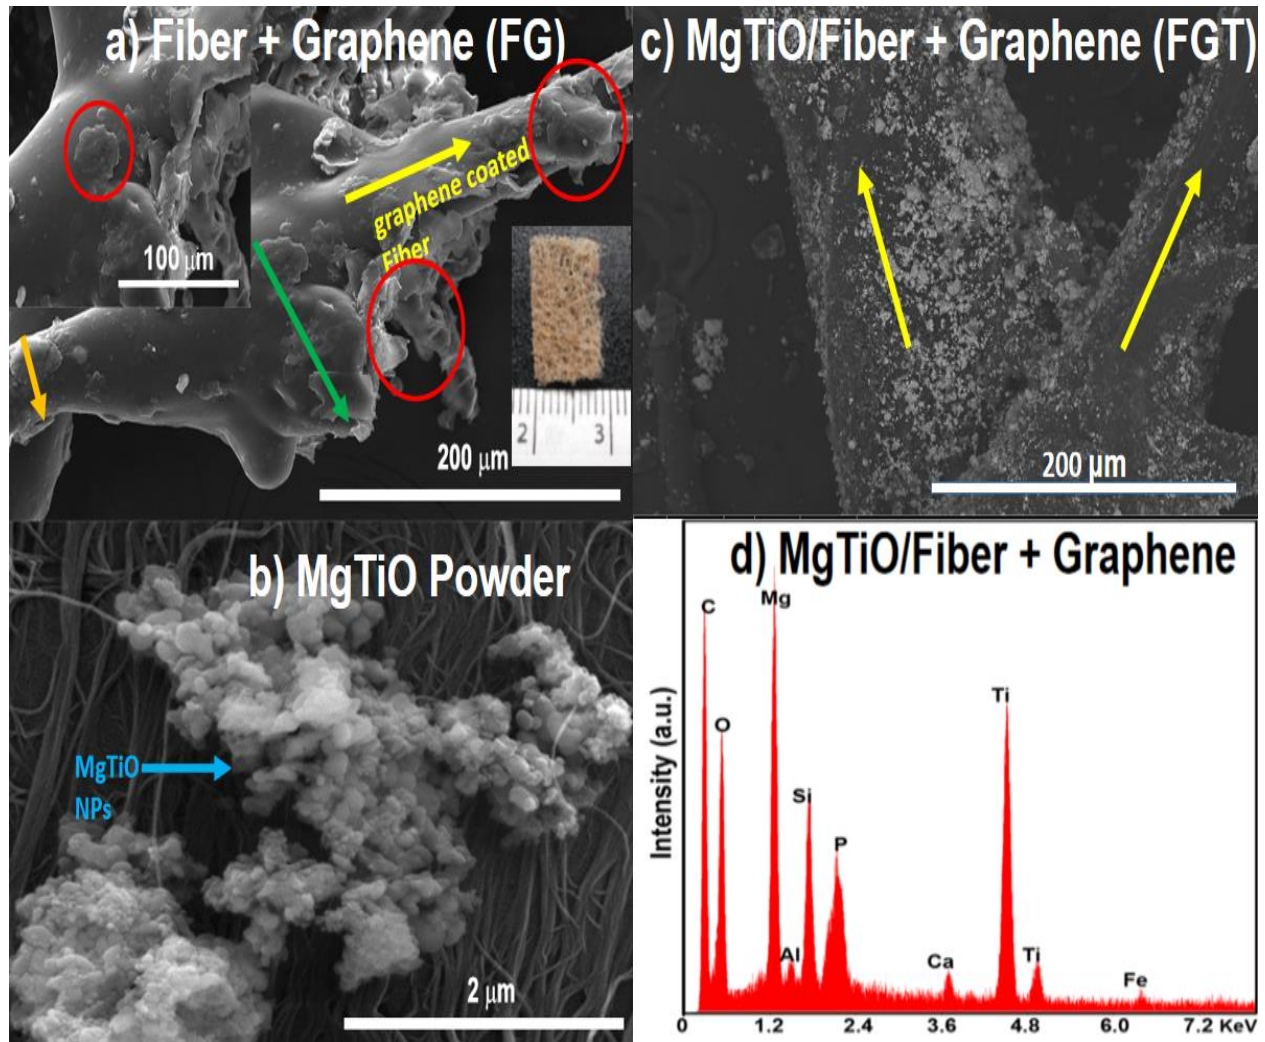 a) Fiber + Graphene (FG)
100 μm
graphene coated
Fiber
2 3
200 μm
c) MgTiO/Fiber + Graphene (FGT)
200 μm
b) MgTiO Powder
MgTiO
NPs
2 μm
d) MgTiO/Fiber + Graphene
Intensity (a.u.)
C
Mg
O
Ti
Si
P
Al
Ca
Ti
Fe
0 1.2 2.4 3.6 4.8 6.0 7.2 KeV